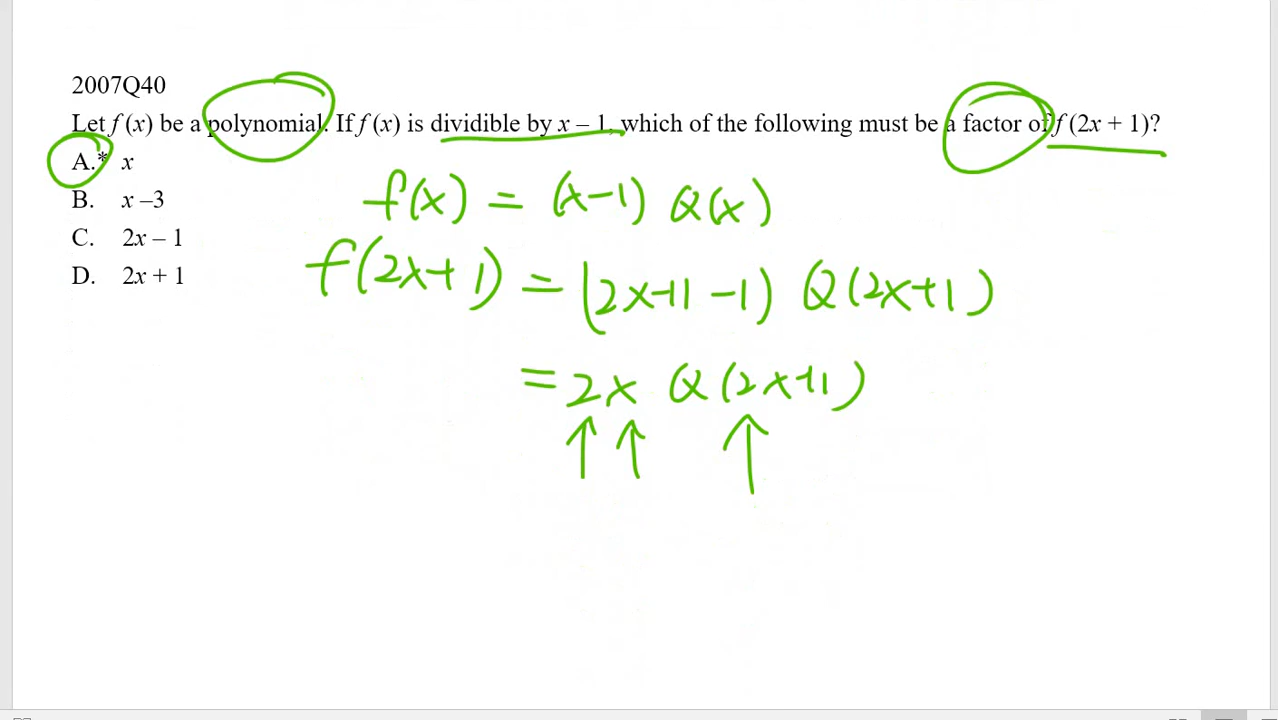 2007Q40
Let f (x) be a polynomial. If f (x) is dividible by x – 1, which of the following must be a factor of f (2x + 1)?
A.* x
B. x –3
C. 2x – 1
D. 2x + 1
f(x) = (x-1) Q(x)
f(2x+1) = (2x+1-1) Q(2x+1)
= 2x Q(2x+1)
↑ ↑ ↑